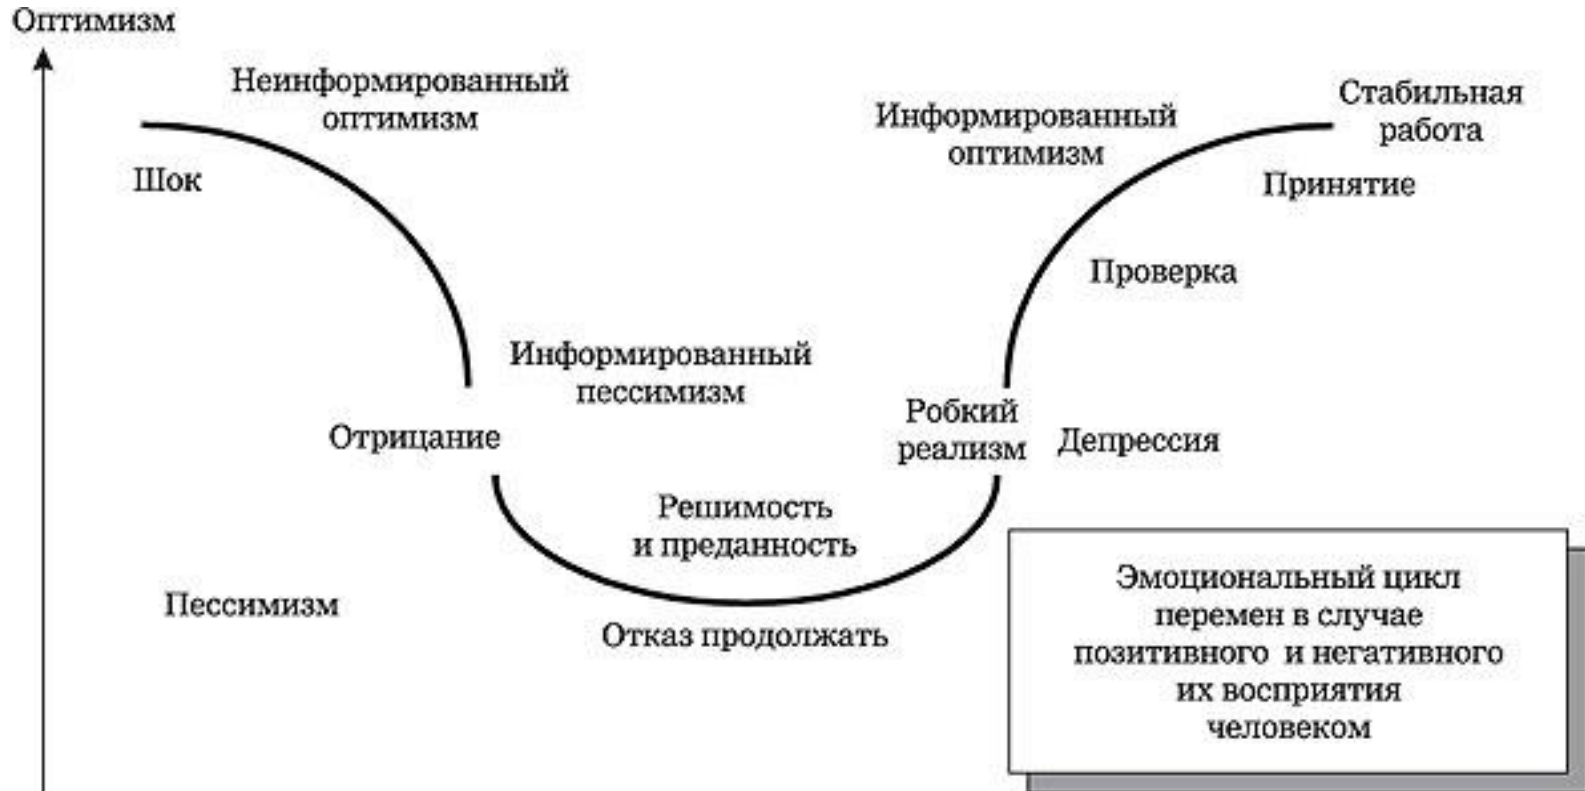 Оптимизм
Неинформированный
оптимизм
Шок
Информированный
оптимизм
Стабильная
работа
Принятие
Проверка
Информированный
пессимизм
Отрицание
Робкий
реализм
Депрессия
Решимость
и преданность
Пессимизм
Отказ продолжать
Эмоциональный цикл
перемен в случае
позитивного и негативного
их восприятия
человеком